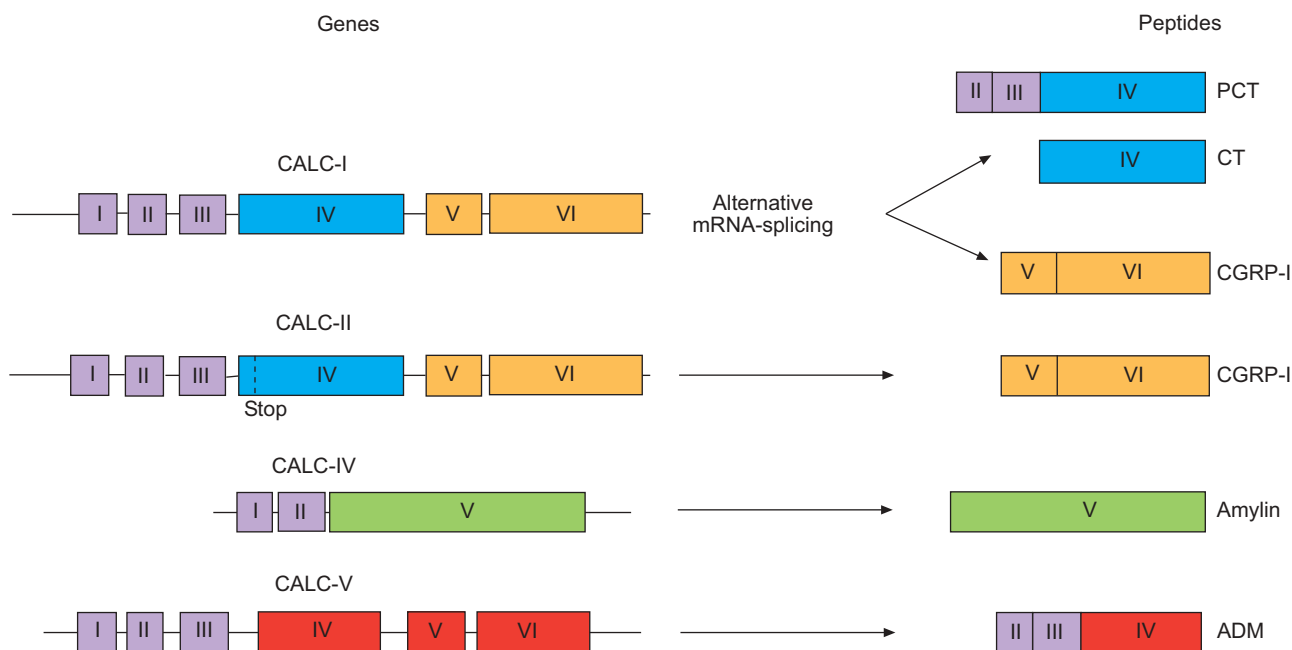 Genes
Peptides
II III IV PCT
CALC-I
IV CT
I II III IV V VI
Alternative
mRNA-splicing
V VI CGRP-I
CALC-II
I II III IV V VI
V VI CGRP-I
Stop
CALC-IV
I II V
V Amylin
CALC-V
I II III IV V VI
II III IV ADM